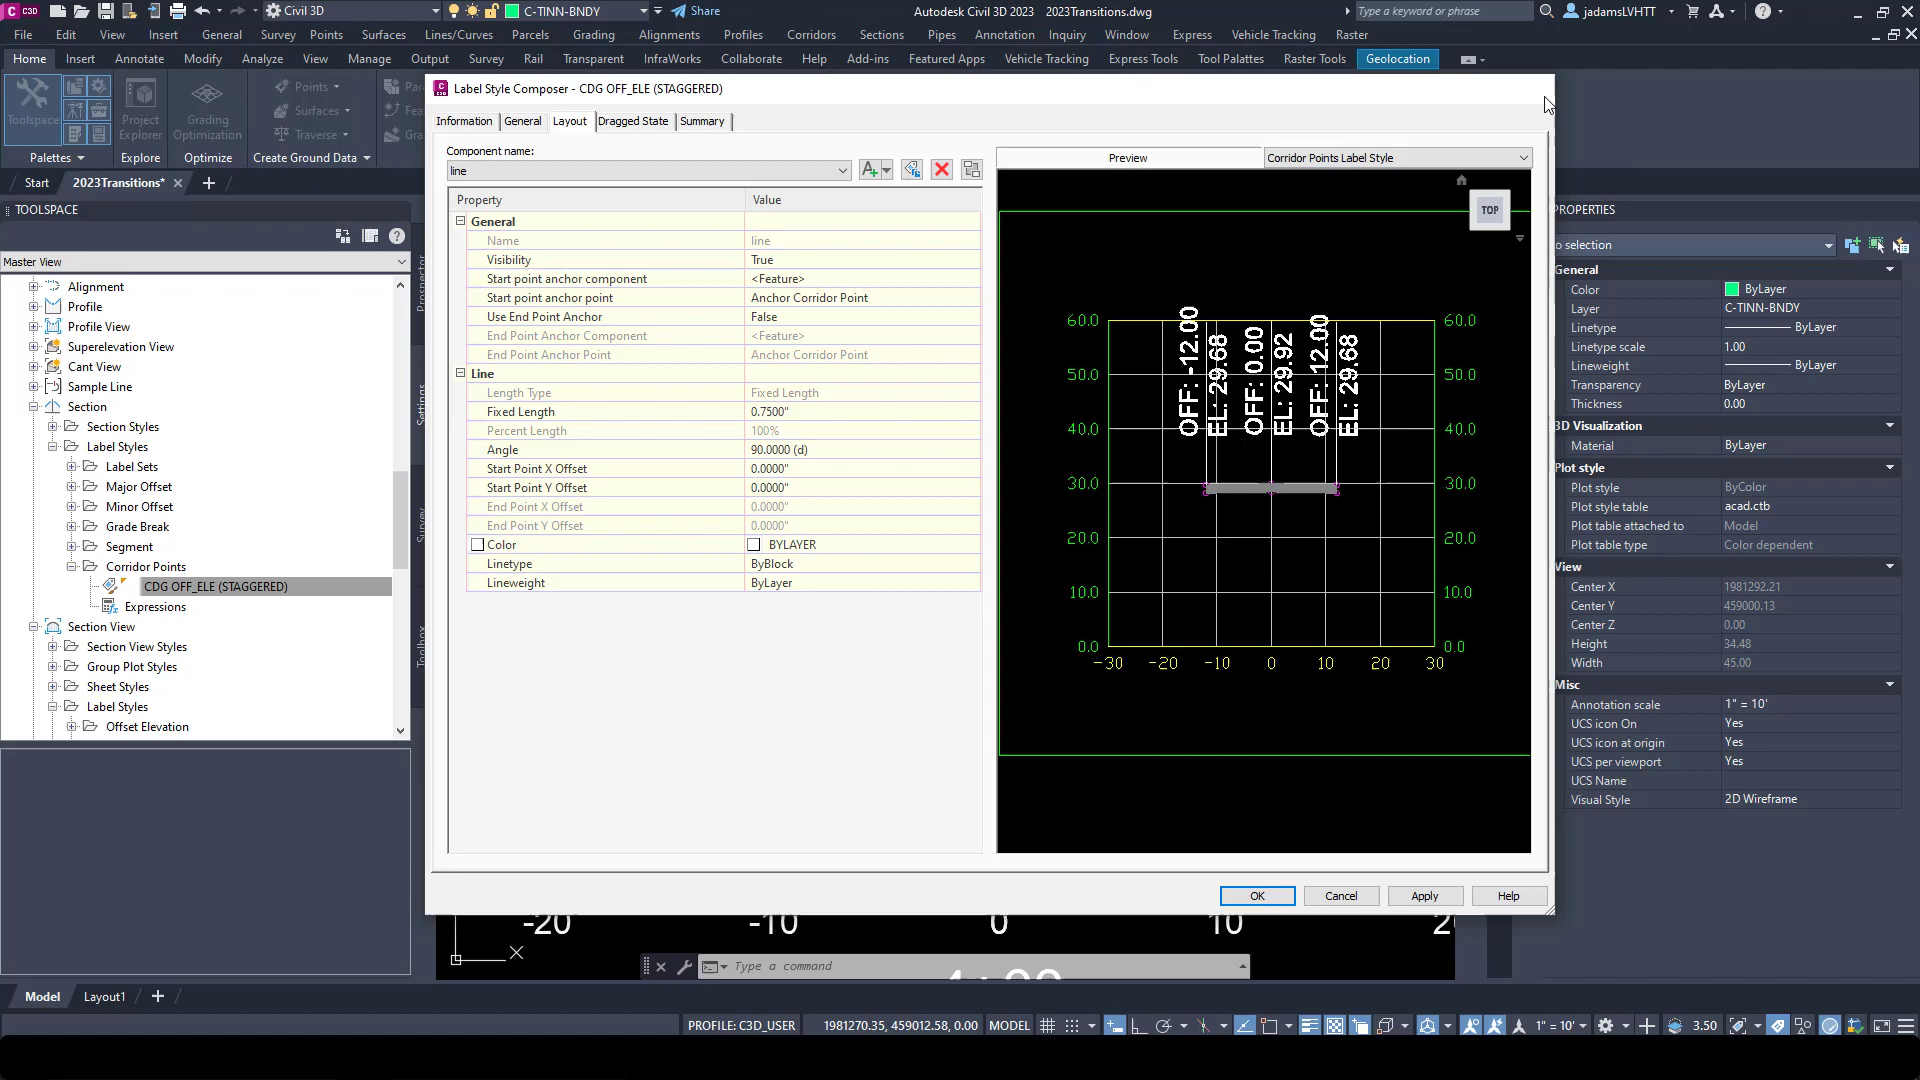 C3D Civil 3D C-TINN-BNDY Share Autodesk Civil 3D 2023 2023Transitions.dwg Type a keyword or phrase jadamsLVHTT
File Edit View Insert General Survey Points Surfaces Lines/Curves Parcels Grading Alignments Profiles Corridors Sections Pipes Annotation Inquiry Window Express Vehicle Tracking Raster
Home Insert Annotate Modify Analyze View Manage Output Survey Rail Transparent InfraWorks Collaborate Help Add-ins Featured Apps Vehicle Tracking Express Tools Tool Palettes Raster Tools Geolocation
Toolspace
Palettes
Project Explorer
Explore
Grading Optimization
Optimize
Points
Surfaces
Traverse
Create Ground Data
Start 2023Transitions*
TOOLSPACE
Master View
Alignment
Profile
Profile View
Superelevation View
Cant View
Sample Line
Section
Section Styles
Label Styles
Label Sets
Major Offset
Minor Offset
Grade Break
Segment
Corridor Points
CDG OFF_ELE (STAGGERED)
Expressions
Section View
Section View Styles
Group Plot Styles
Sheet Styles
Label Styles
Offset Elevation
Prospector
Settings
Survey
Toolbox
Label Style Composer - CDG OFF_ELE (STAGGERED)
Information General Layout Dragged State Summary
Component name:
line
Property Value
General
Name line
Visibility True
Start point anchor component <Feature>
Start point anchor point Anchor Corridor Point
Use End Point Anchor False
End Point Anchor Component <Feature>
End Point Anchor Point Anchor Corridor Point
Line
Length Type Fixed Length
Fixed Length 0.7500"
Percent Length 100%
Angle 90.0000 (d)
Start Point X Offset 0.0000"
Start Point Y Offset 0.0000"
End Point X Offset 0.0000"
End Point Y Offset 0.0000"
Color BYLAYER
Linetype ByBlock
Lineweight ByLayer
Preview Corridor Points Label Style
TOP
60.0 60.0
50.0 50.0
40.0 40.0
30.0 30.0
20.0 20.0
10.0 10.0
0.0 0.0
-30 -20 -10 0 10 20 30
OFF: -12.00
EL: 29.68
OFF: 0.00
EL: 29.92
OFF: 12.00
EL: 29.68
OK Cancel Apply Help
PROPERTIES
o selection
General
Color ByLayer
Layer C-TINN-BNDY
Linetype ByLayer
Linetype scale 1.00
Lineweight ByLayer
Transparency ByLayer
Thickness 0.00
3D Visualization
Material ByLayer
Plot style
Plot style ByColor
Plot style table acad.ctb
Plot table attached to Model
Plot table type Color dependent
View
Center X 1981292.21
Center Y 459000.13
Center Z 0.00
Height 34.48
Width 45.00
Misc
Annotation scale 1" = 10'
UCS icon On Yes
UCS icon at origin Yes
UCS per viewport Yes
UCS Name
Visual Style 2D Wireframe
-20 -10 0 10
Type a command
Model Layout1
PROFILE: C3D_USER 1981270.35, 459012.58, 0.00 MODEL 1" = 10' 3.50